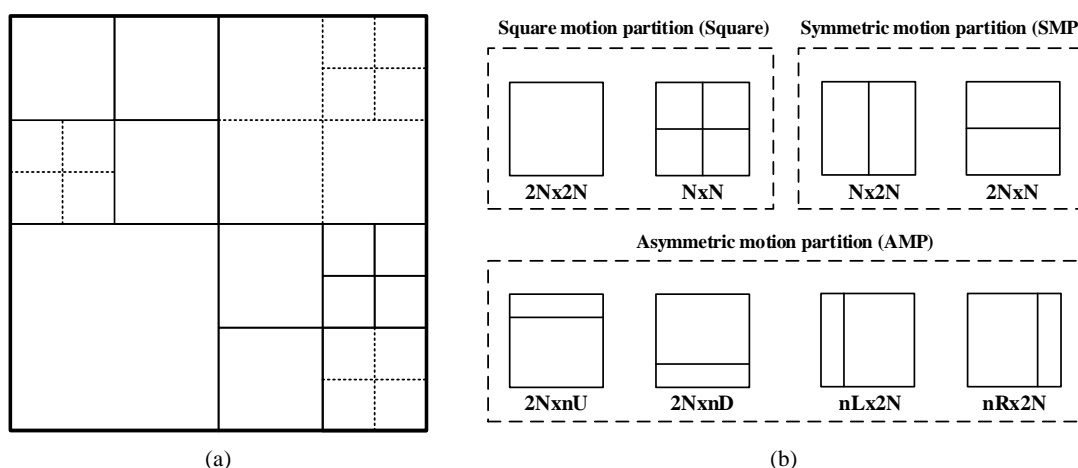 Square motion partition (Square)
Symmetric motion partition (SMP
2Nx2N
NxN
Nx2N
2NxN
Asymmetric motion partition (AMP)
2NxnU
2NxnD
nLx2N
nRx2N
(a)
(b)